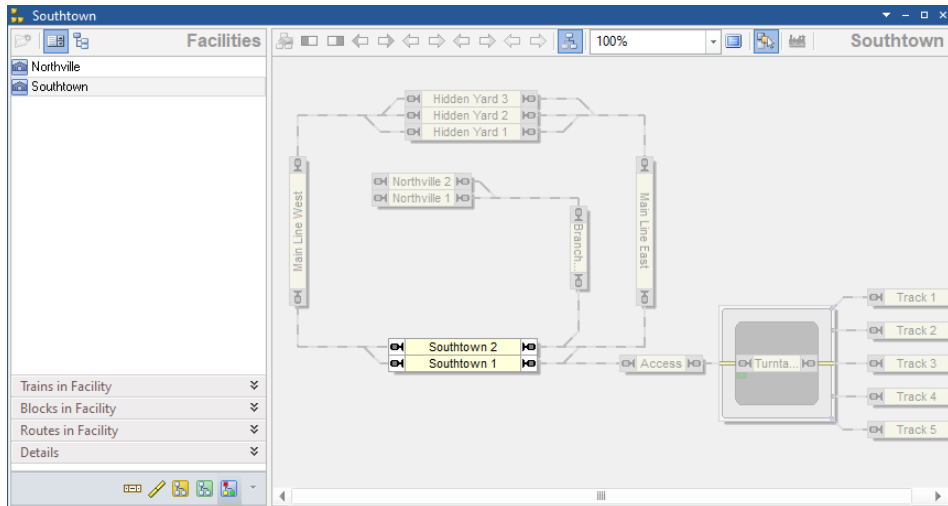 Southtown
Facilities
100%
Southtown
Northville
Southtown
Hidden Yard 3
Hidden Yard 2
Hidden Yard 1
Northville 2
Northville 1
Main Line West
Branch...
Main Line East
Southtown 2
Southtown 1
Access
Turnta...
Track 1
Track 2
Track 3
Track 4
Track 5
Trains in Facility
Blocks in Facility
Routes in Facility
Details